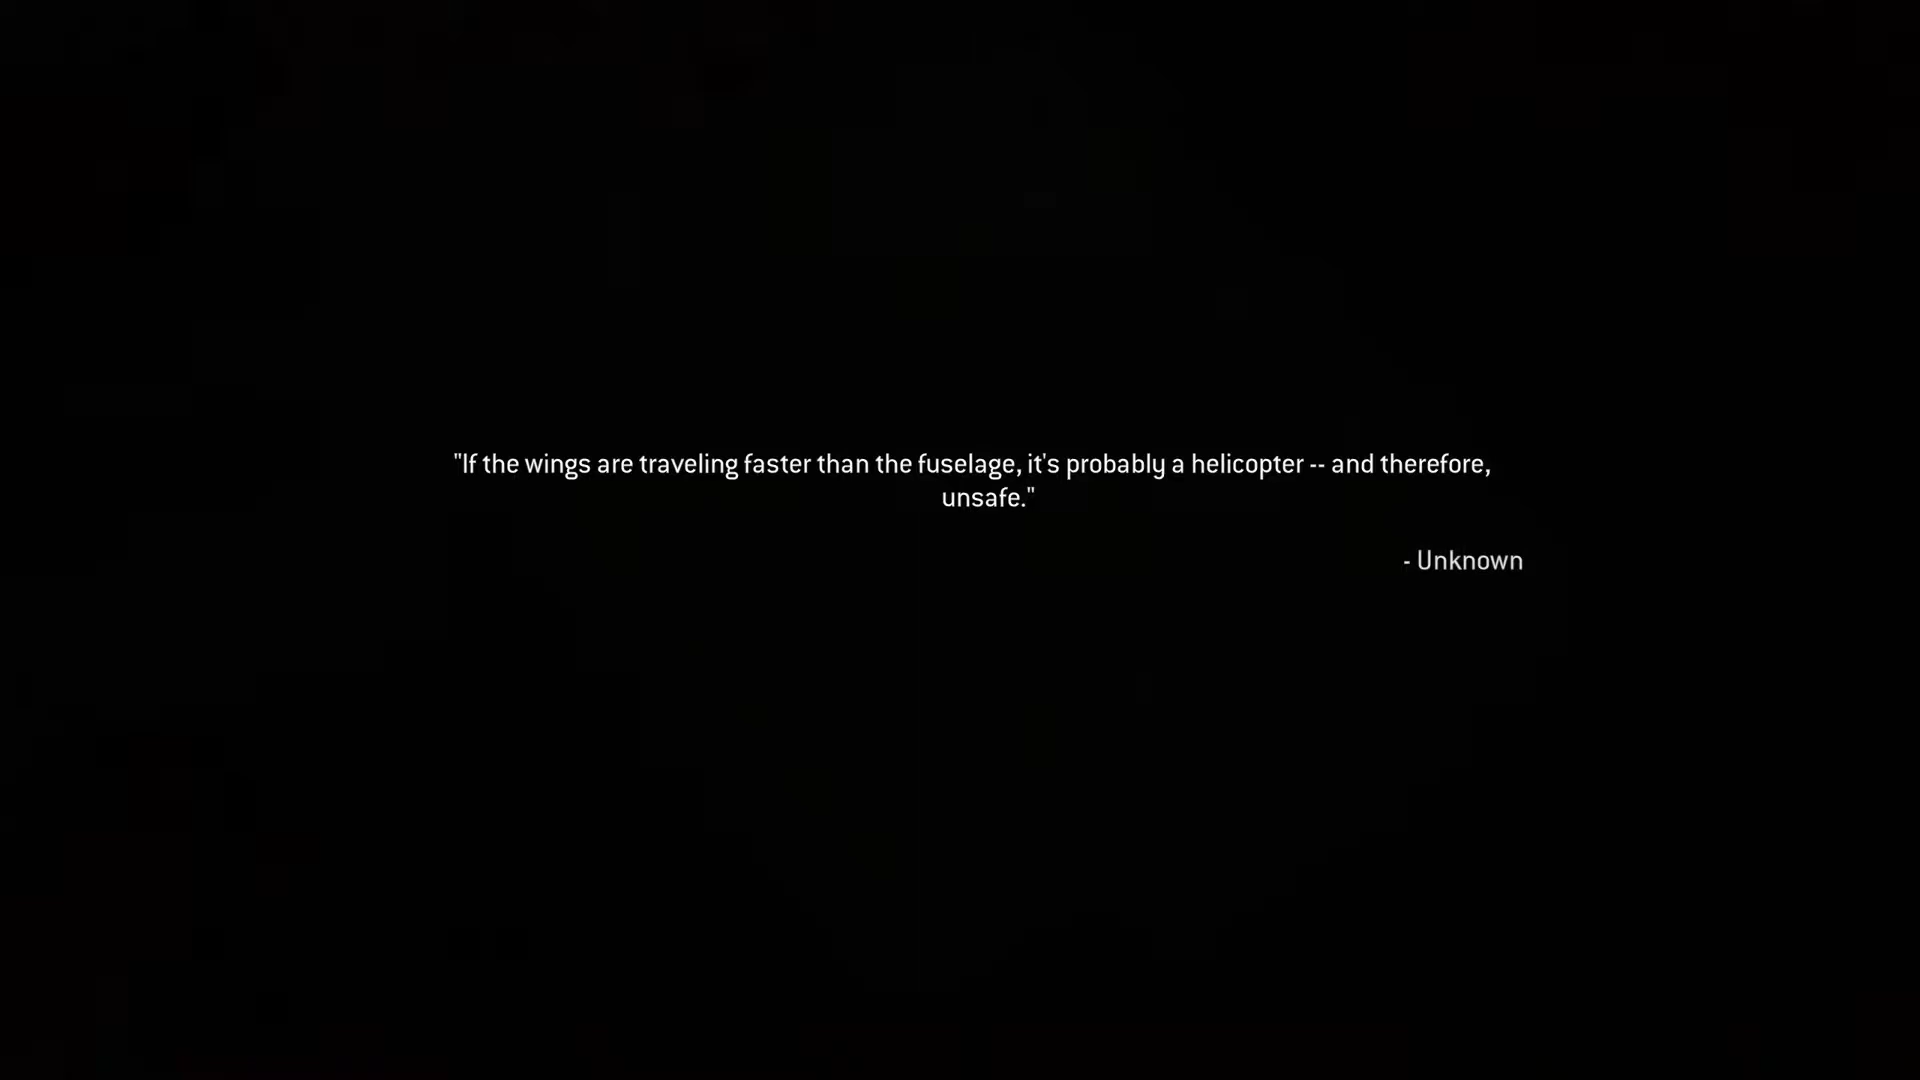 "If the wings are traveling faster than the fuselage, it's probably a helicopter -- and therefore,
unsafe."
- Unknown